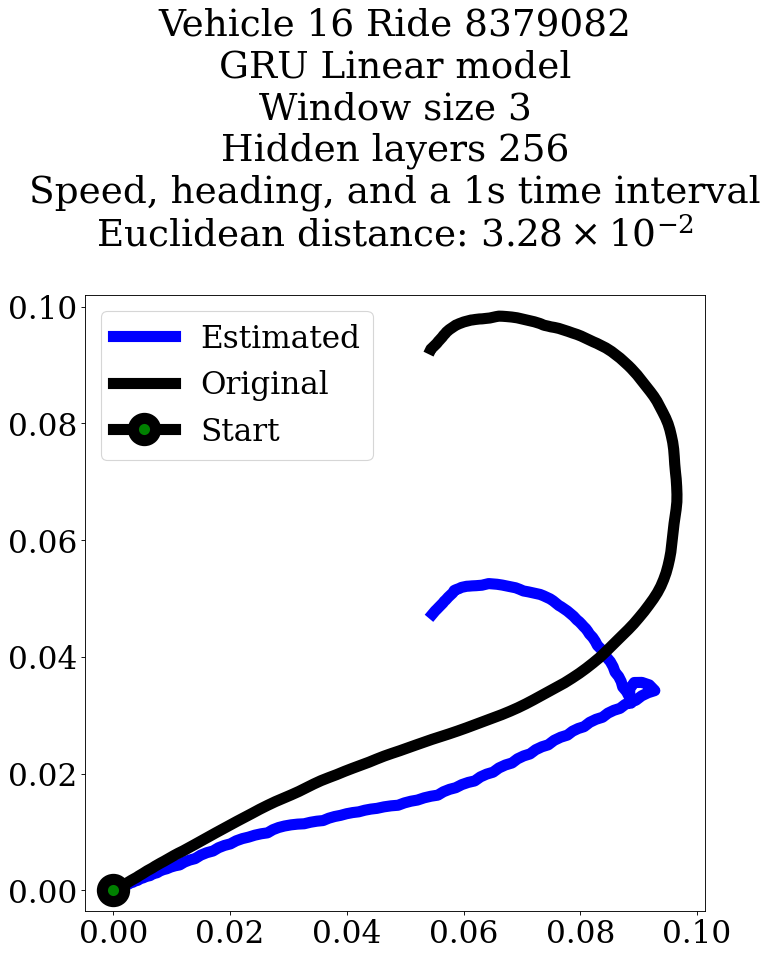 Vehicle 16 Ride 8379082
GRU Linear model
Window size 3
Hidden layers 256
Speed, heading, and a 1s time interval
Euclidean distance: 3.28 × 10⁻²
Estimated
Original
Start
0.10
0.08
0.06
0.04
0.02
0.00
0.00 0.02 0.04 0.06 0.08 0.10